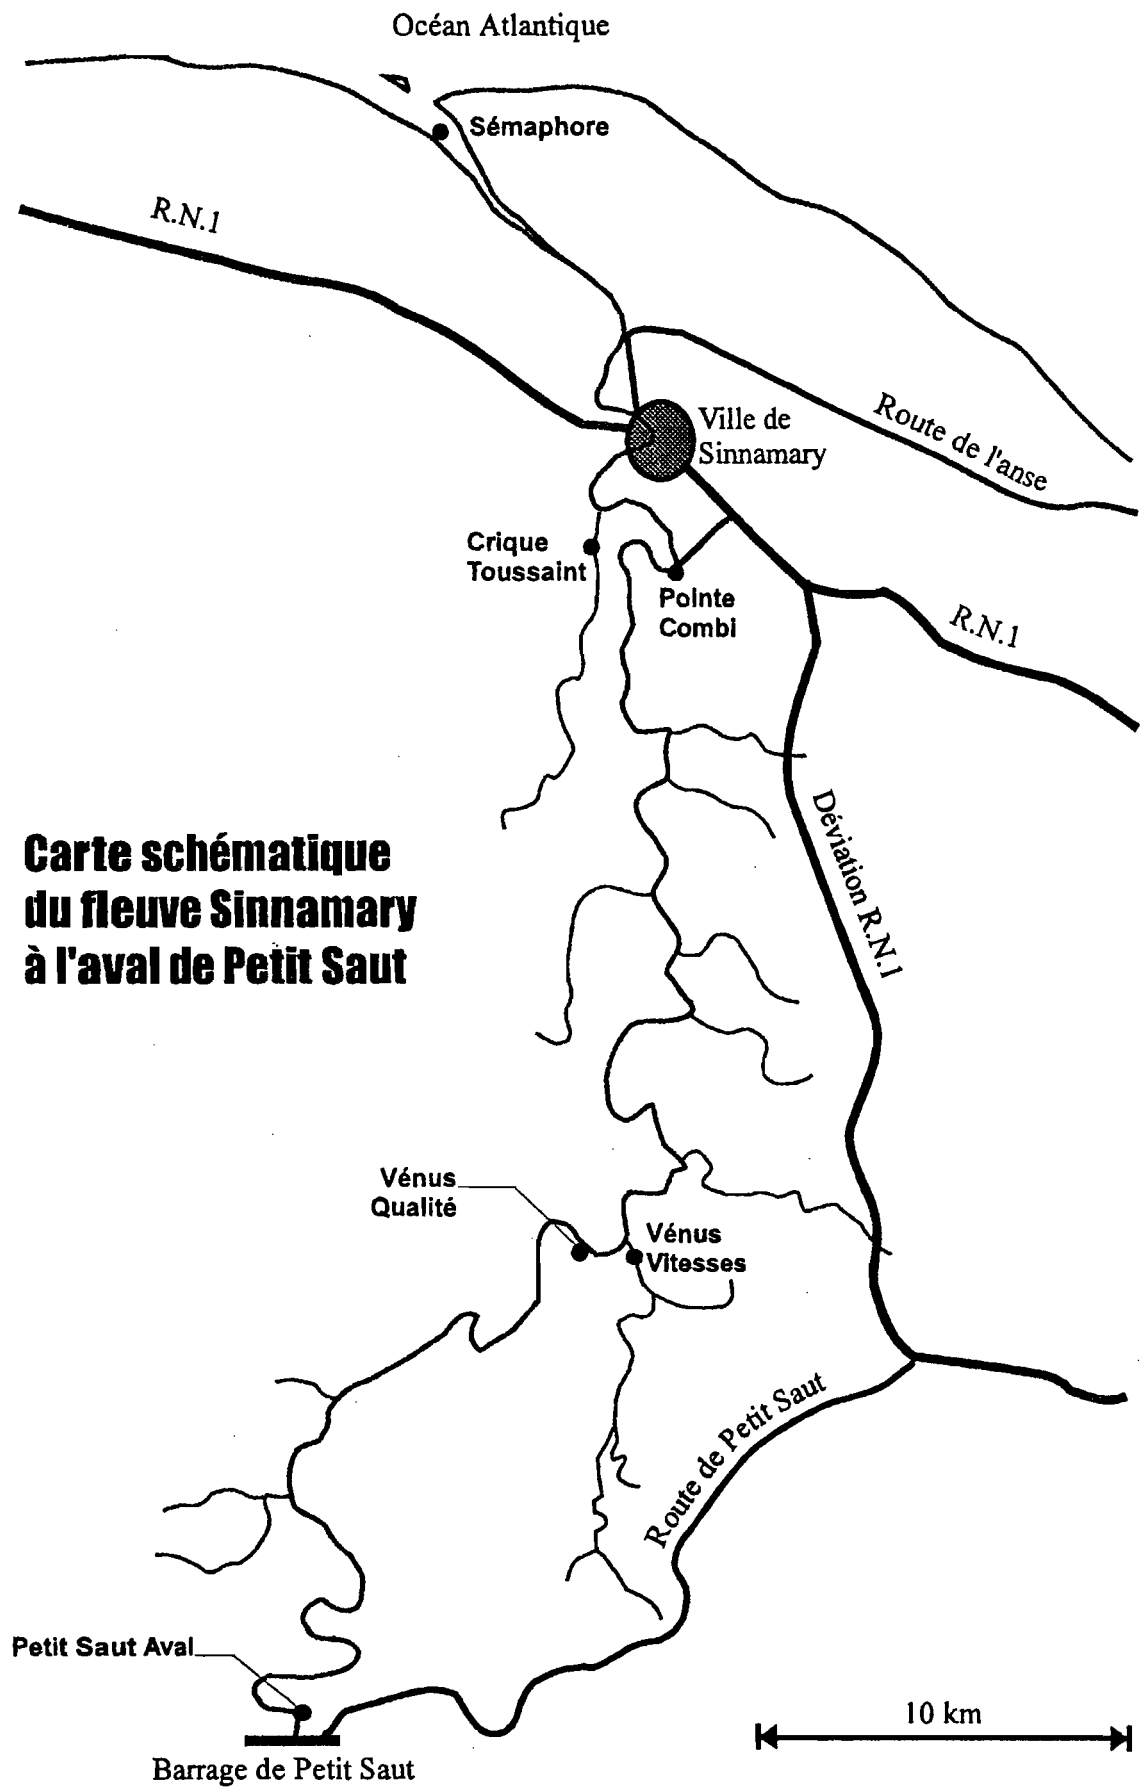 Océan Atlantique
Sémaphore
R.N.1
Ville de
Sinnamary
Route de l'anse
Crique
Toussaint
Pointe
Combi
R.N.1
Déviation R.N.1
Carte schématique
du fleuve Sinnamary
à l'aval de Petit Saut
Vénus
Qualité
Vénus
Vitesses
Route de Petit Saut
Petit Saut Aval
10 km
Barrage de Petit Saut